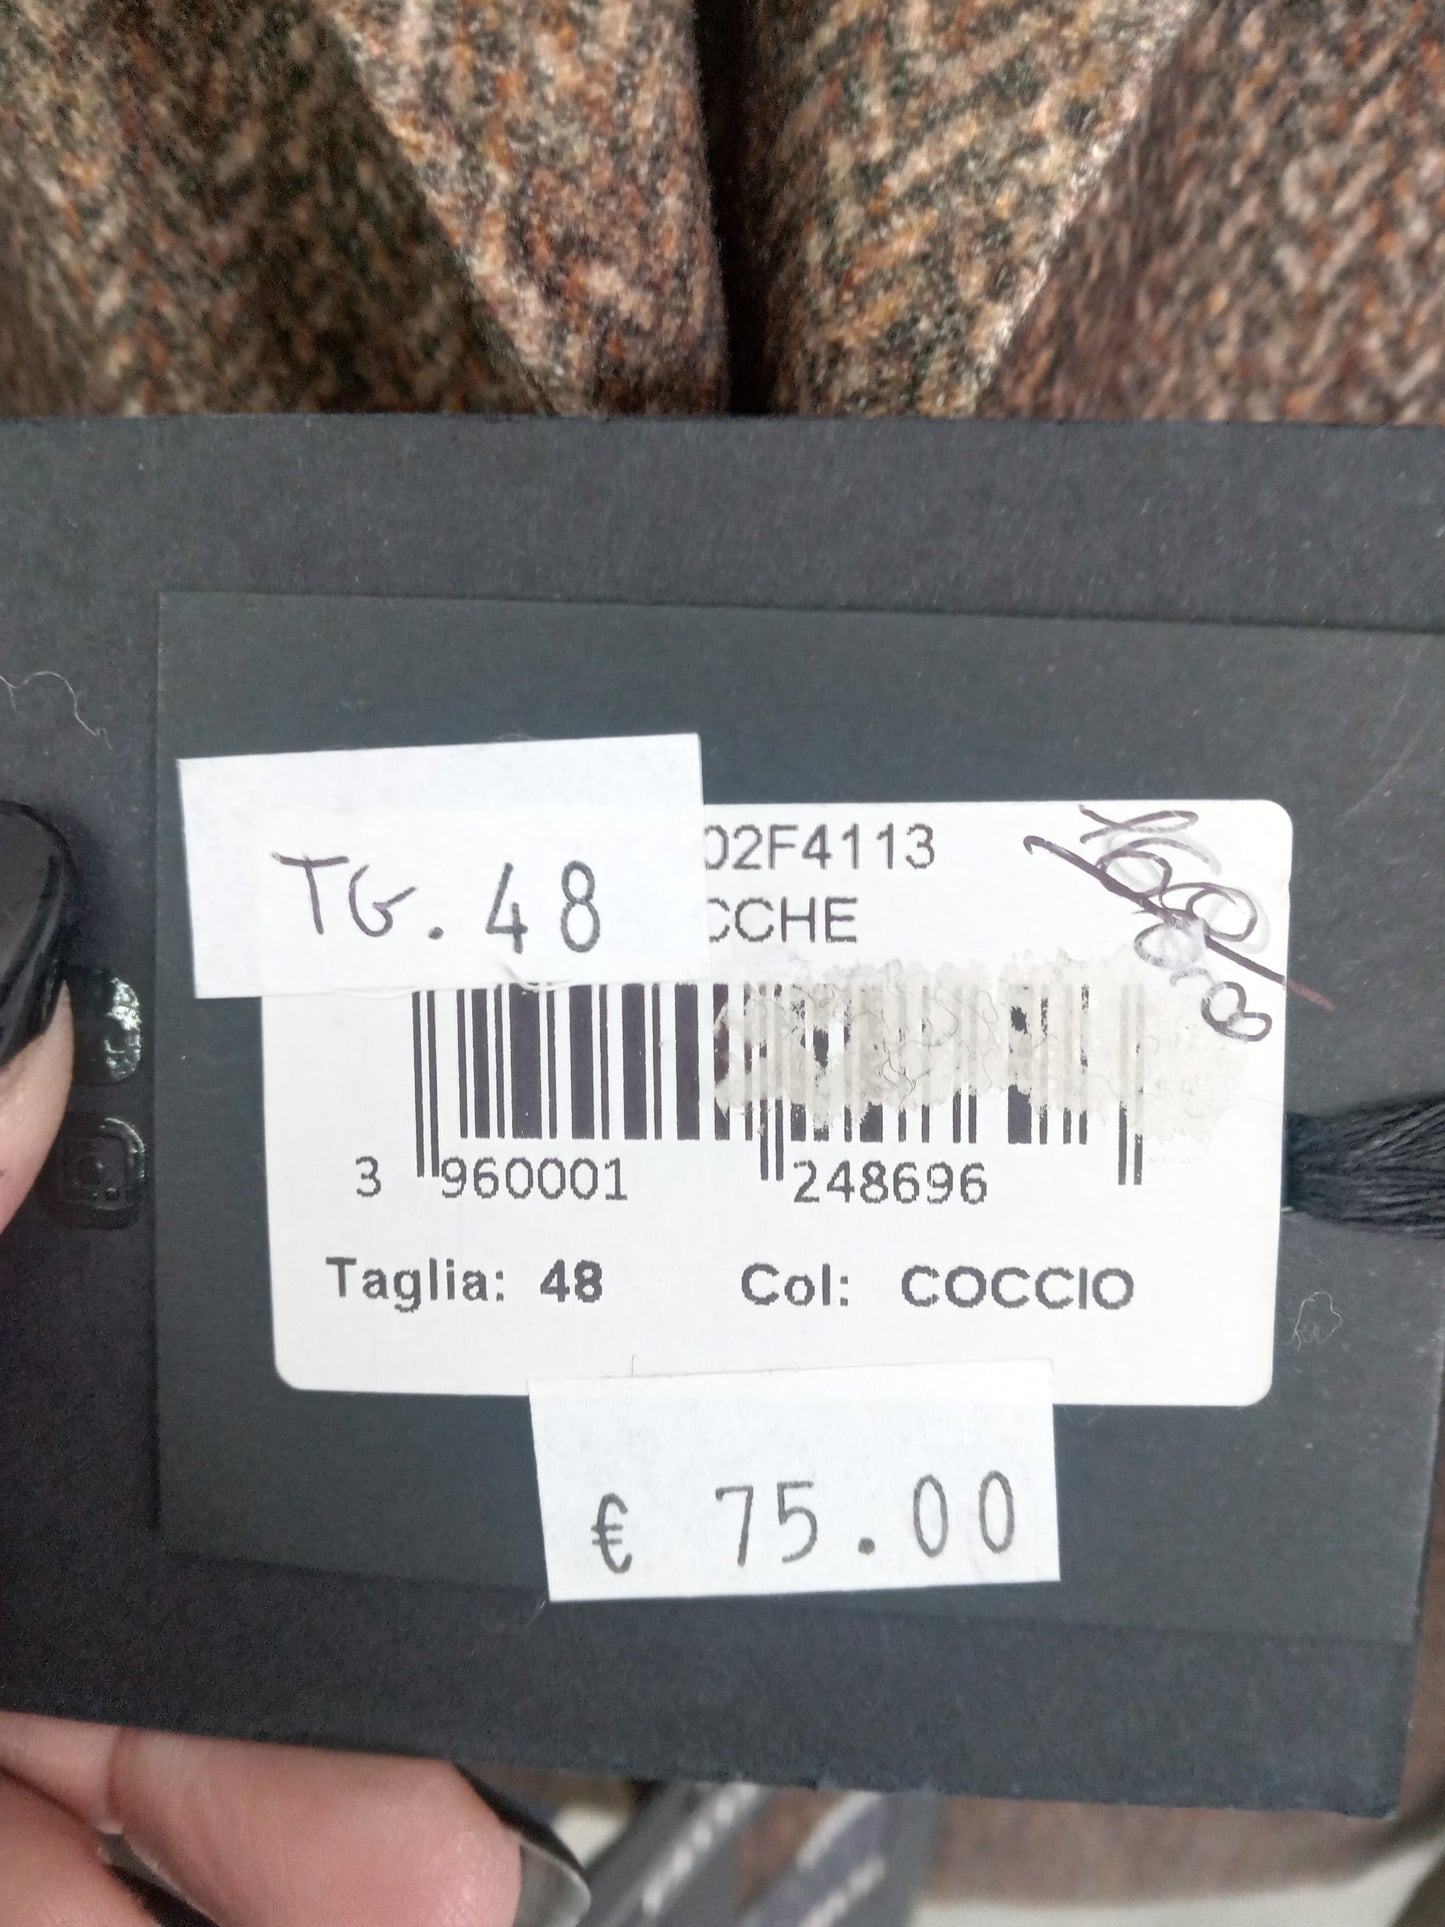 TG. 48
02F4113
CCHE
3 960001 248696
Taglia: 48 Col: COCCIO
€ 75.00